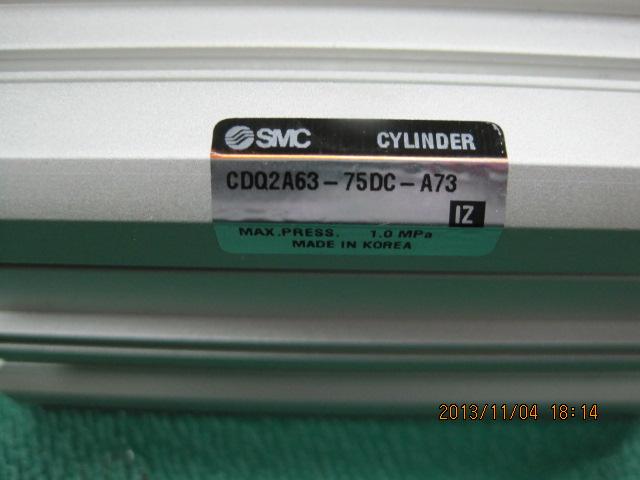 SMC CYLINDER
CDQ2A63-75DC-A73
IZ
MAX.PRESS. 1.0 MPa
MADE IN KOREA
2013/11/04 18:14